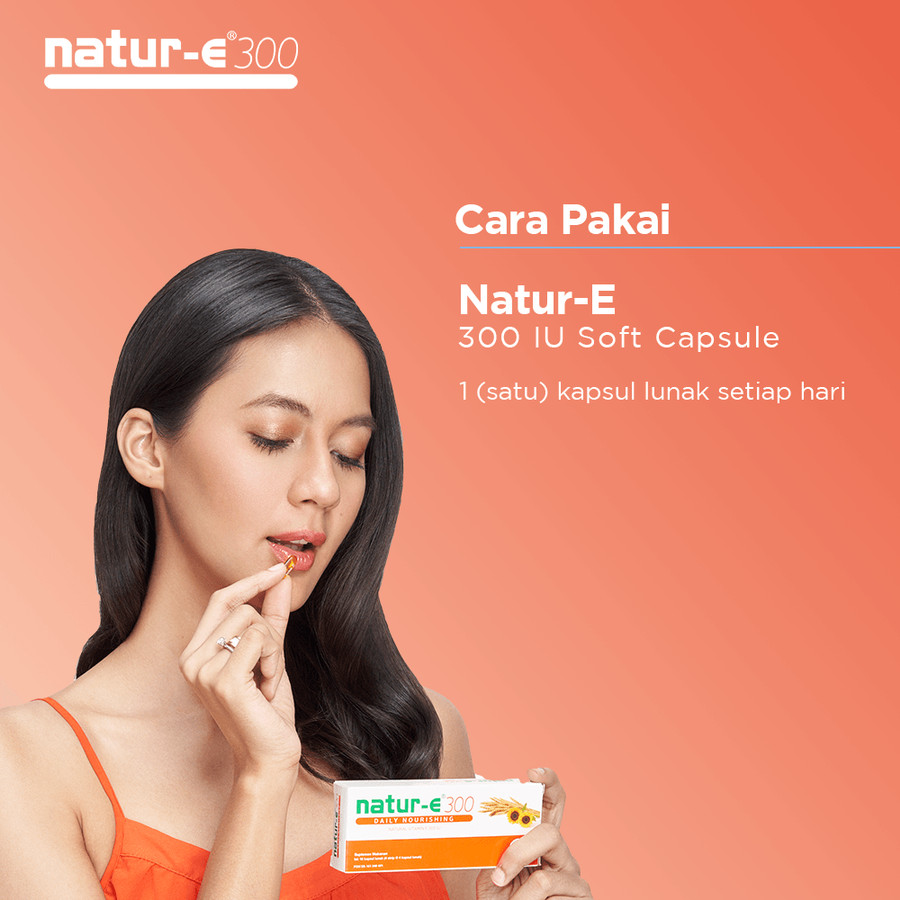 natur-e® 300
Cara Pakai
Natur-E
300 IU Soft Capsule
1 (satu) kapsul lunak setiap hari
natur-e® 300
DAILY NOURISHING
natur-e